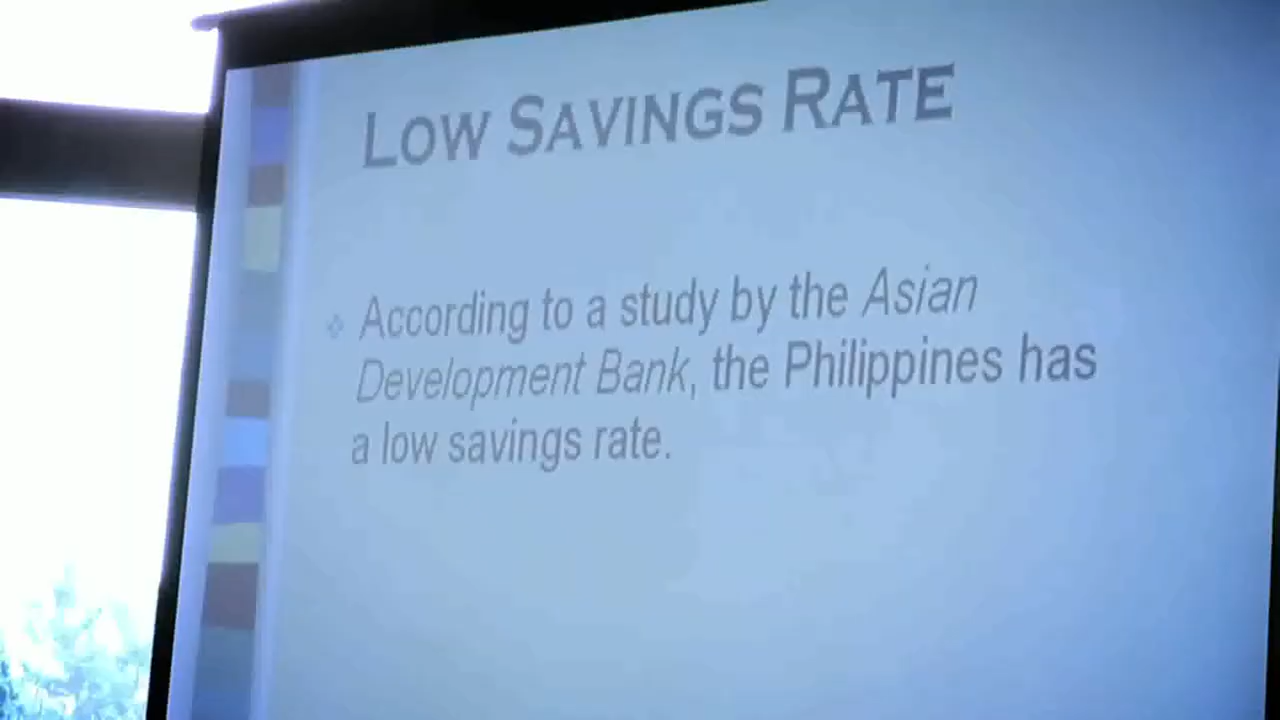 LOW SAVINGS RATE
According to a study by the Asian
Development Bank, the Philippines has
a low savings rate.